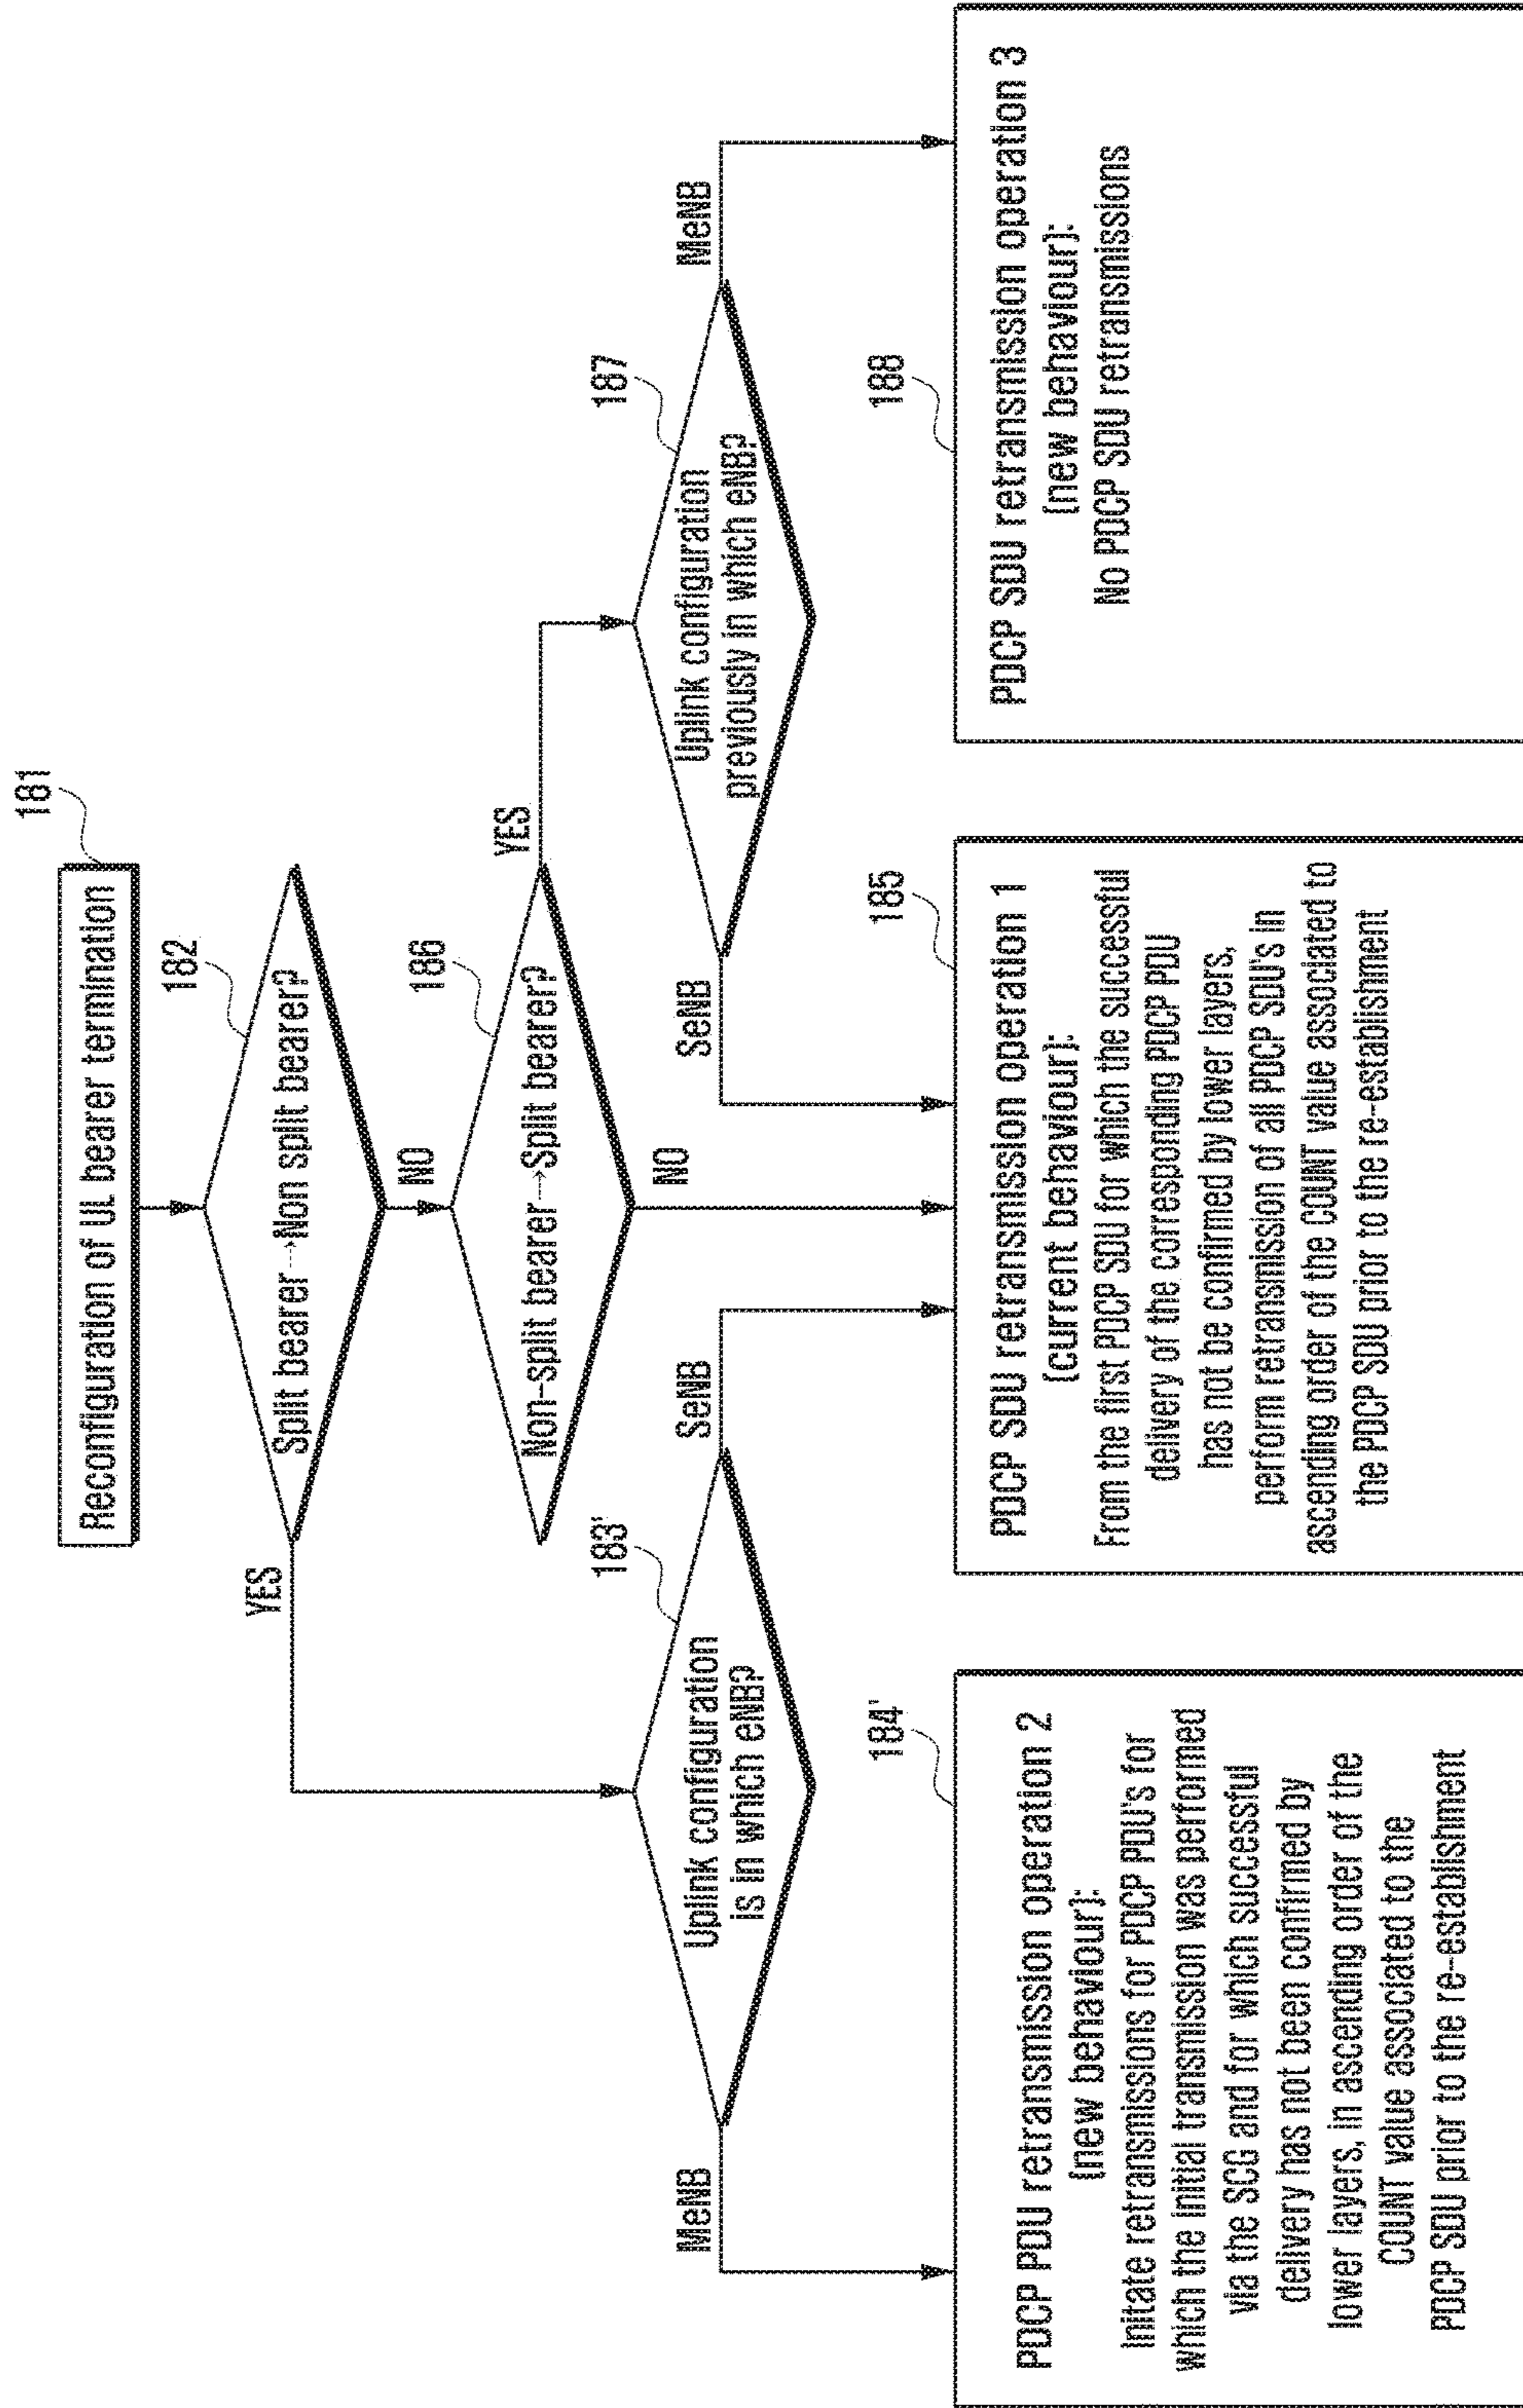 Reconfiguration of UL bearer termination
181
182
Split bearer→Non split bearer?
YES
NO
186
Non-split bearer→Split bearer?
YES
NO
183'
Uplink configuration
is in which eNB?
MeNB
SeNB
187
Uplink configuration
previously in which eNB?
SeNB
MeNB
184'
PDCP PDU retransmission operation 2
(new behaviour):
Initate retransmissions for PDCP PDU's for
which the initial transmission was performed
via the SCG and for which successful
delivery has not been confirmed by
lower layers, in ascending order of the
COUNT value associated to the
PDCP SDU prior to the re-establishment
185
PDCP SDU retransmission operation 1
(current behaviour):
From the first PDCP SDU for which the successful
delivery of the corresponding PDCP PDU
has not be confirmed by lower layers,
perform retransmission of all PDCP SDU's in
ascending order of the COUNT value associated to
the PDCP SDU prior to the re-establishment
188
PDCP SDU retransmission operation 3
(new behaviour):
No PDCP SDU retransmissions